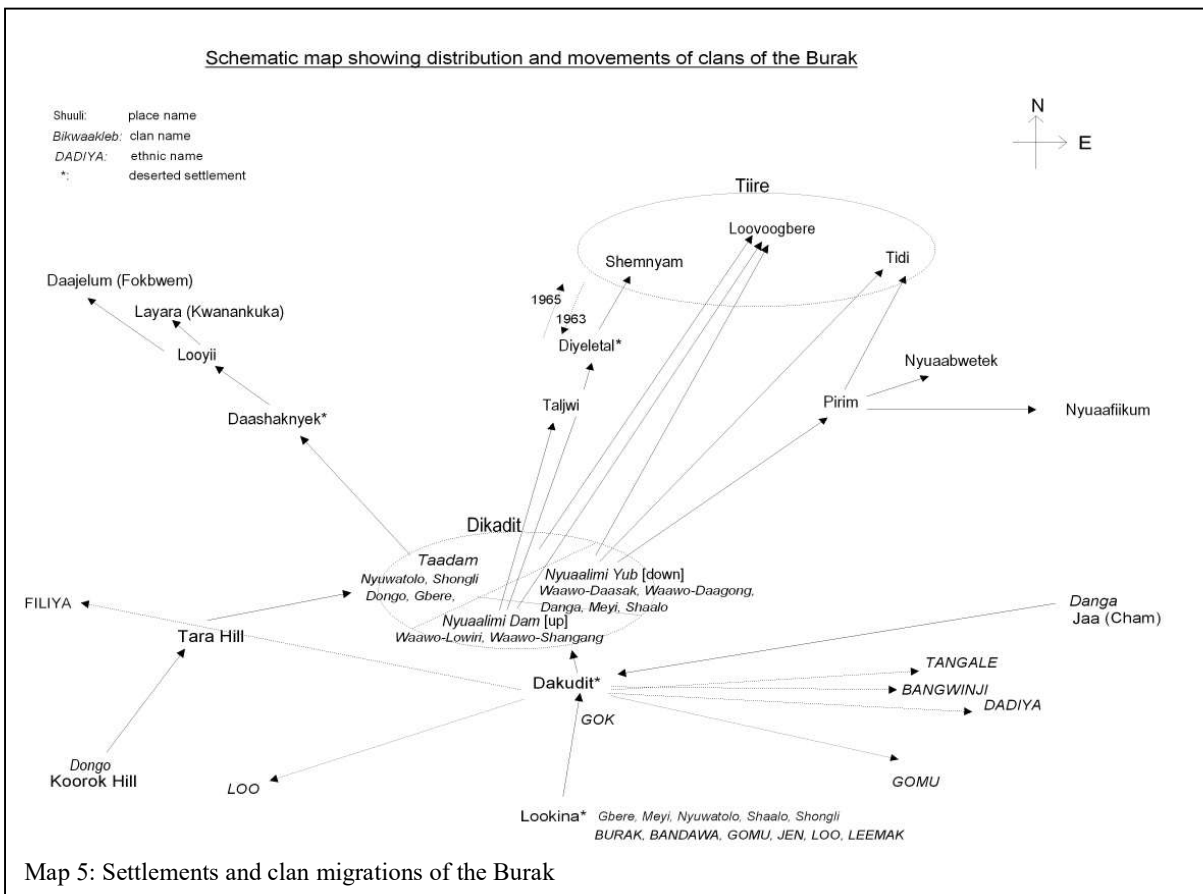 Schematic map showing distribution and movements of clans of the Burak
Shuuli: place name
Bikwaakleb: clan name
DADIYA: ethnic name
*: deserted settlement
N
E
Tiire
Loovoogbere
Shemnyam
Tidi
Daajelum (Fokbwem)
Layara (Kwanankuka)
1965
1963
Looyii
Diyeletal*
Nyuaabwetek
Taljwi
Pirim
Nyuaafiikum
Daashaknyek*
Dikadit
Taadam
Nyuwatolo, Shongli
Dongo, Gbere,
Nyuaalimi Yub [down]
Waawo-Daasak, Waawo-Daagong,
Danga, Meyi, Shaalo
Nyuaalimi Dam [up]
Waawo-Lowiri, Waawo-Shangang
FILIYA
Tara Hill
Danga
Jaa (Cham)
TANGALE
Dakudit*
BANGWINJI
DADIYA
GOK
Dongo
Koorok Hill
LOO
GOMU
Lookina* Gbere, Meyi, Nyuwatolo, Shaalo, Shongli
BURAK, BANDAWA, GOMU, JEN, LOO, LEEMAK
Map 5: Settlements and clan migrations of the Burak